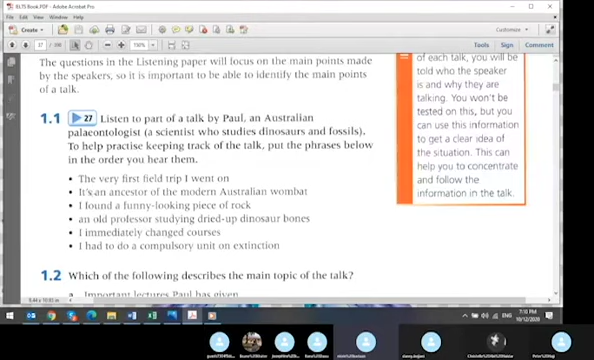 IELTS Book.PDF - Adobe Acrobat Pro
File Edit View Window Help
Create
Customize
37
150%
Tools Sign Comment
The questions in the Listening paper will focus on the main points made
by the speakers, so it is important to be able to identify the main points
of a talk.
1.1 27 Listen to part of a talk by Paul, an Australian
palaeontologist (a scientist who studies dinosaurs and fossils).
To help practise keeping track of the talk, put the phrases below
in the order you hear them.
• The very first field trip I went on
• It's an ancestor of the modern Australian wombat
• I found a funny-looking piece of rock
• an old professor studying dried-up dinosaur bones
• I immediately changed courses
• I had to do a compulsory unit on extinction
1.2 Which of the following describes the main topic of the talk?
a Important lectures Paul has given
of each talk, you will be
told who the speaker
is and why they are
talking. You won't be
tested on this, but you
can use this information
to get a clear idea of
the situation. This can
help you to concentrate
and follow the
information in the talk.
ENG
7:13 PM
10/12/2020